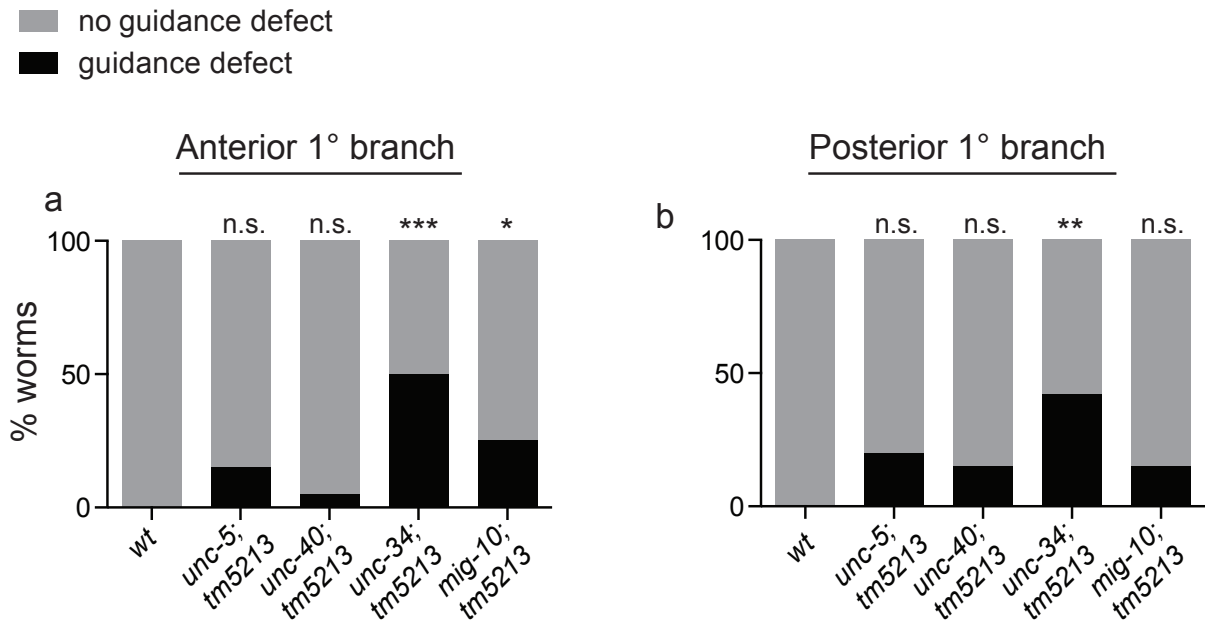 no guidance defect
guidance defect
Anterior 1° branch
a
n.s. n.s. *** *
100
50
0
% worms
wt
unc-5;
tm5213
unc-40;
tm5213
unc-34;
tm5213
mig-10;
tm5213
Posterior 1° branch
b
n.s. n.s. ** n.s.
100
50
0
wt
unc-5;
tm5213
unc-40;
tm5213
unc-34;
tm5213
mig-10;
tm5213